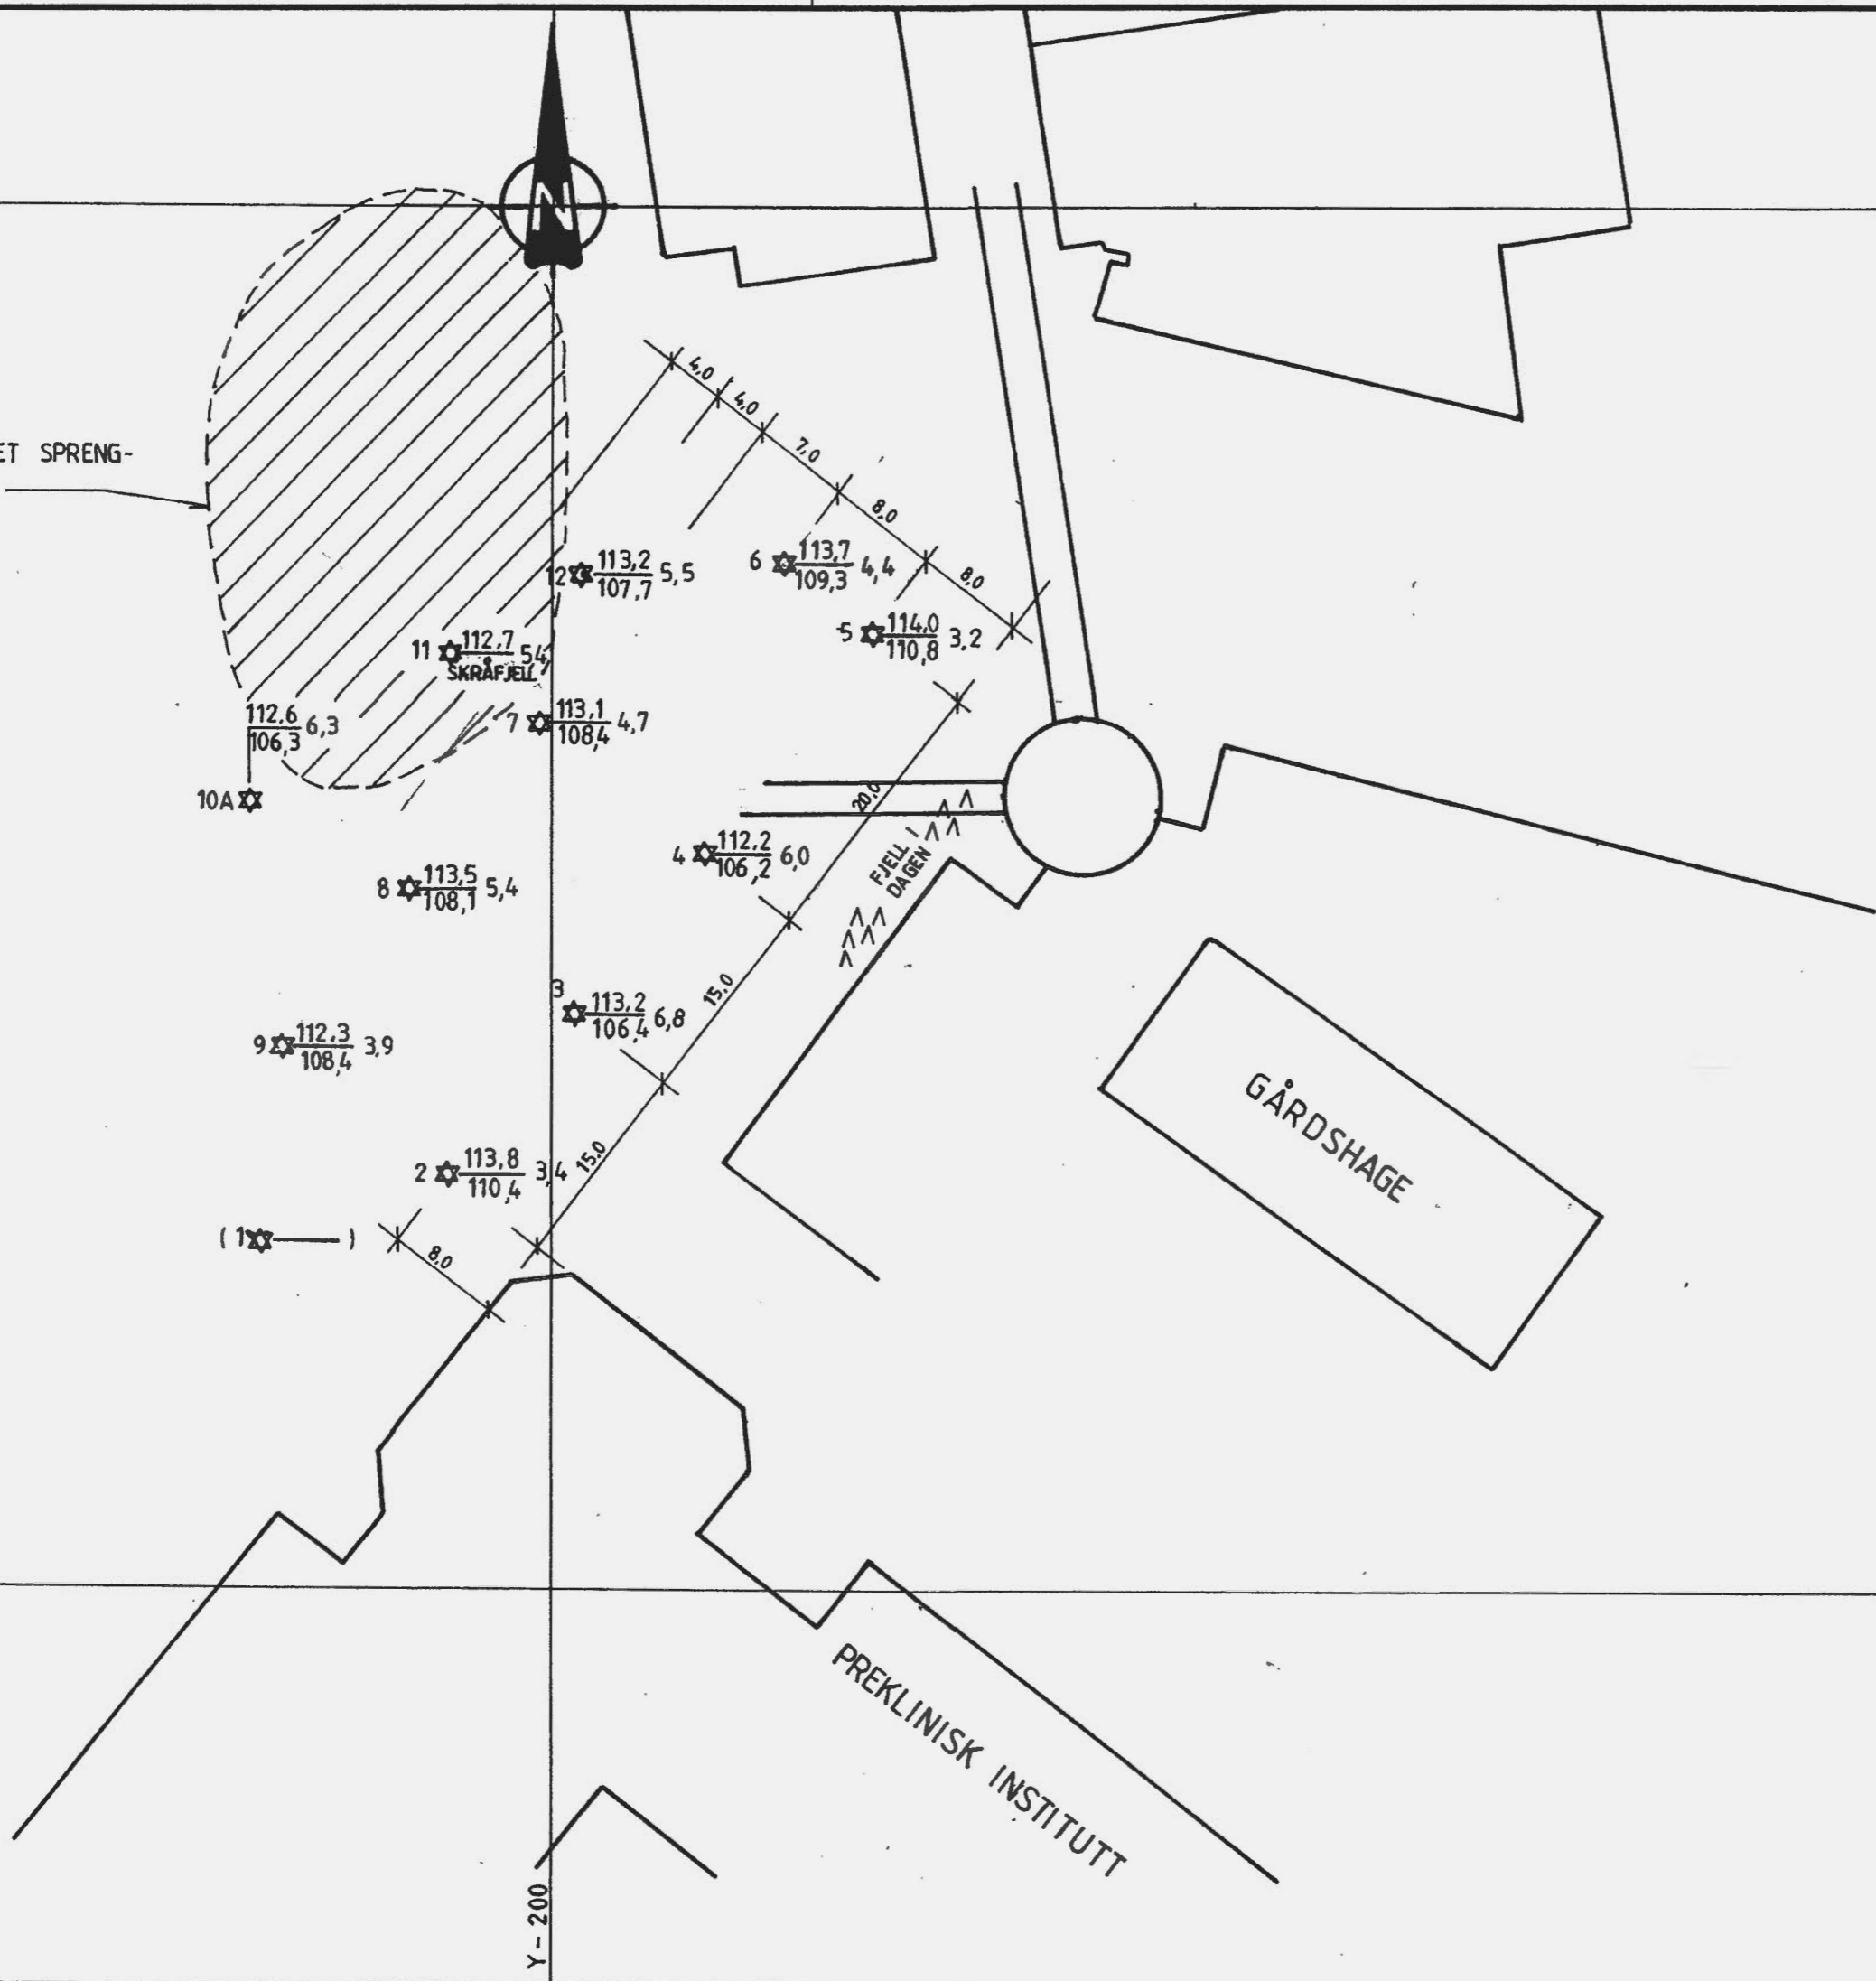 N
ET SPRENG-
4,0
4,0
7,0
8,0
8,0
12 113,2 5,5
107,7
6 113,7 4,4
109,3
5 114,0 3,2
110,8
11 112,7 54
SKRÅFJELL
7 113,1 4,7
108,4
112,6 6,3
106,3
10A
20,0
4 112,2 6,0
106,2
FJELL I
DAGEN
8 113,5 5,4
108,1
3
113,2 6,8
106,4
15.0
9 112,3 3,9
108,4
2 113,8 3,4
110,4
15.0
( 1 )
8,0
GÅRDSHAGE
PREKLINISK INSTITUTT
Y- 200